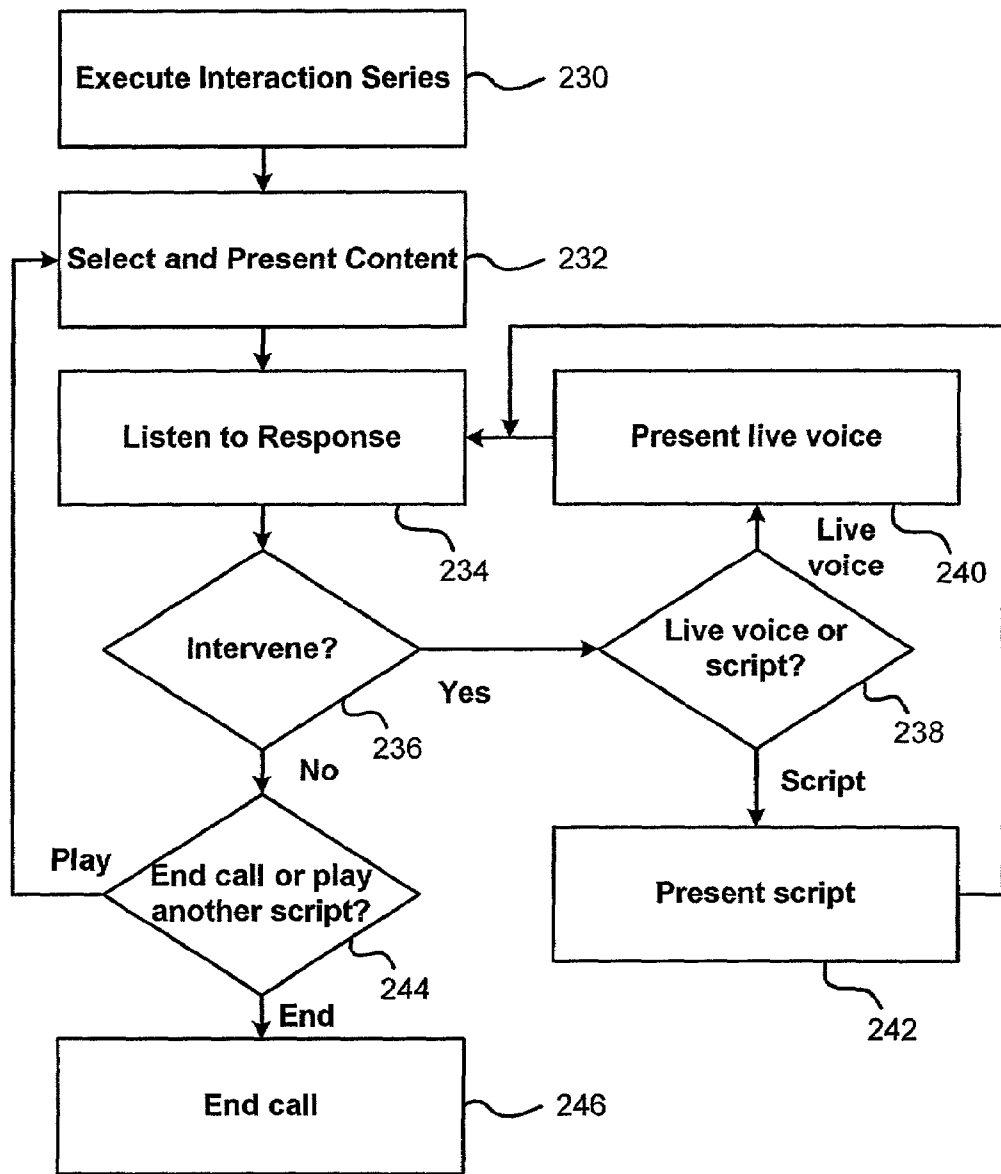 Execute Interaction Series
230
Select and Present Content
232
Listen to Response
234
Present live voice
240
Live
voice
Intervene?
236
Yes
Live voice or
script?
238
No
Script
Play
End call or play
another script?
244
Present script
242
End
End call
246